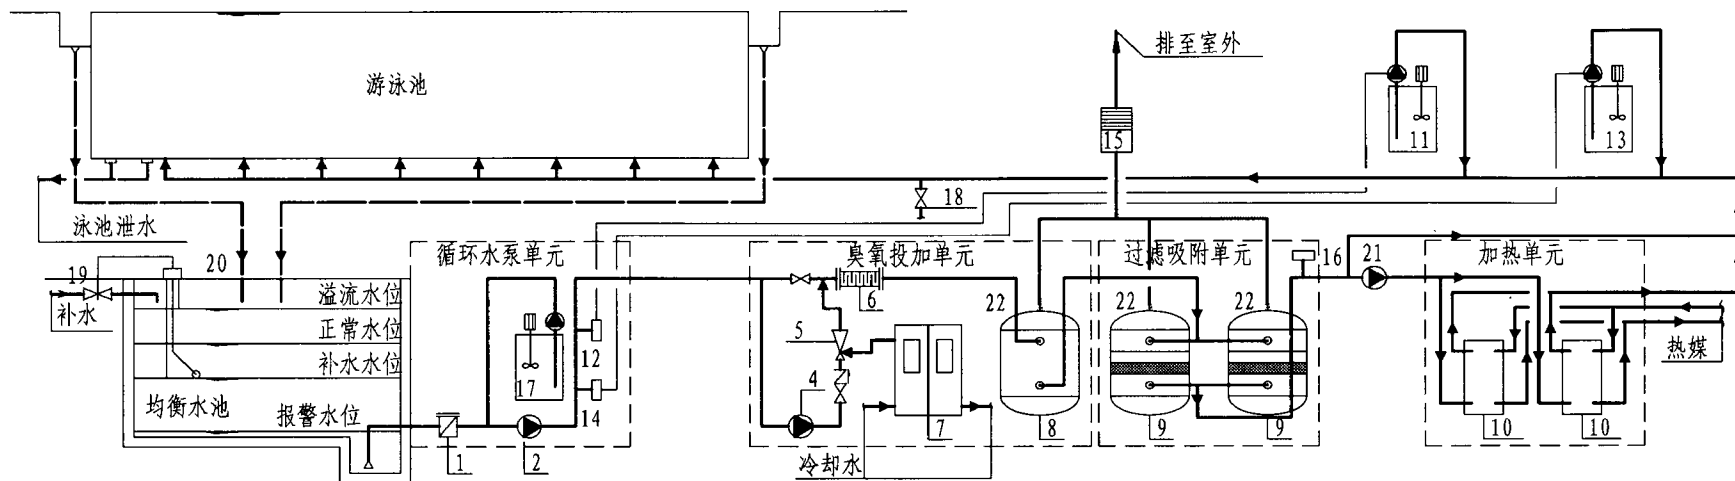 排至室外
游泳池
11
13
15
18
泳池泄水
循环水泵单元
臭氧投加单元
过滤吸附单元
加热单元
19
20
溢流水位
补水
正常水位
补水水位
均衡水池
报警水位
17
12
14
1
2
6
5
4
7
冷却水
22
8
22
22
9
9
16
21
热媒
10
10